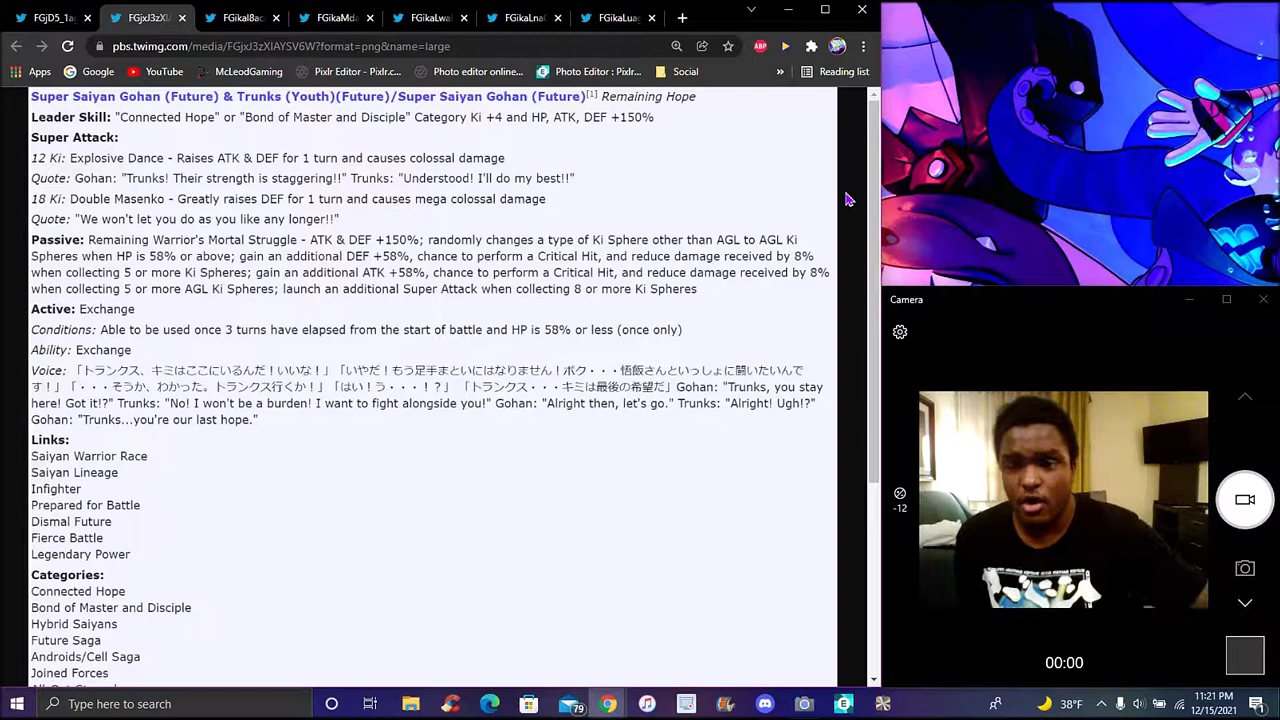 FGjD5_1a
FGjxJ3zXIA
FGikal8ac
FGikaMda
FGikaLwal
FGikaLna
FGikaLuag
pbs.twimg.com/media/FGjxJ3zXIAYSV6W?format=png&name=large
Apps Google YouTube McLeodGaming Pixlr Editor - Pixlr.c... Photo editor online... Photo Editor : Pixlr... Social » Reading list
Super Saiyan Gohan (Future) & Trunks (Youth)(Future)/Super Saiyan Gohan (Future)[1] Remaining Hope
Leader Skill: "Connected Hope" or "Bond of Master and Disciple" Category Ki +4 and HP, ATK, DEF +150%
Super Attack:
12 Ki: Explosive Dance - Raises ATK & DEF for 1 turn and causes colossal damage
Quote: Gohan: "Trunks! Their strength is staggering!!" Trunks: "Understood! I'll do my best!!"
18 Ki: Double Masenko - Greatly raises DEF for 1 turn and causes mega colossal damage
Quote: "We won't let you do as you like any longer!!"
Passive: Remaining Warrior's Mortal Struggle - ATK & DEF +150%; randomly changes a type of Ki Sphere other than AGL to AGL Ki
Spheres when HP is 58% or above; gain an additional DEF +58%, chance to perform a Critical Hit, and reduce damage received by 8%
when collecting 5 or more Ki Spheres; gain an additional ATK +58%, chance to perform a Critical Hit, and reduce damage received by 8%
when collecting 5 or more AGL Ki Spheres; launch an additional Super Attack when collecting 8 or more Ki Spheres
Active: Exchange
Conditions: Able to be used once 3 turns have elapsed from the start of battle and HP is 58% or less (once only)
Ability: Exchange
Voice: 「トランクス、キミはここにいるんだ！いいな！」「いやだ！もう足手まといにはなりません！ボク・・・悟飯さんといっしょに闘いたいんで
す！」「・・・そうか、わかった。トランクス行くか！」「はい！う・・・！？」「トランクス・・・キミは最後の希望だ」Gohan: "Trunks, you stay
here! Got it!?" Trunks: "No! I won't be a burden! I want to fight alongside you!" Gohan: "Alright then, let's go." Trunks: "Alright! Ugh!?"
Gohan: "Trunks...you're our last hope."
Links:
Saiyan Warrior Race
Saiyan Lineage
Infighter
Prepared for Battle
Dismal Future
Fierce Battle
Legendary Power
Categories:
Connected Hope
Bond of Master and Disciple
Hybrid Saiyans
Future Saga
Androids/Cell Saga
Joined Forces
Camera
-12
00:00
Type here to search
79
38°F
11:21 PM
12/15/2021